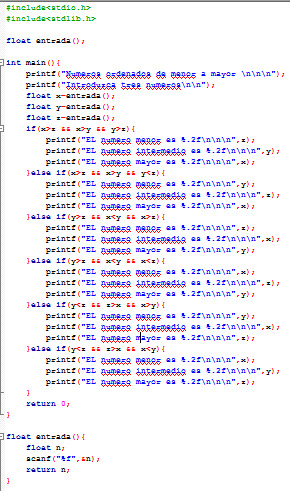 #include<stdio.h>
#include<stdlib.h>
float entrada();
int main(){
printf("Numeros ordenados de menor a mayor \n\n\n");
printf("Introduzca tres numeros\n\n");
float x=entrada();
float y=entrada();
float z=entrada();
if(x>z && x>y && y>z){
printf("EL numero menor es %.2f\n\n\n",z);
printf("EL numero intermedio es %.2f\n\n\n",y);
printf("EL numero mayor es %.2f\n\n\n",x);
}else if(x>z && x>y && y<z){
printf("EL numero menor es %.2f\n\n\n",y);
printf("EL numero intermedio es %.2f\n\n\n",z);
printf("EL numero mayor es %.2f\n\n\n",x);
}else if(y>z && x<y && x>z){
printf("EL numero menor es %.2f\n\n\n",z);
printf("EL numero intermedio es %.2f\n\n\n",x);
printf("EL numero mayor es %.2f\n\n\n",y);
}else if(y>z && x<y && x<z){
printf("EL numero menor es %.2f\n\n\n",x);
printf("EL numero intermedio es %.2f\n\n\n",z);
printf("EL numero mayor es %.2f\n\n\n",y);
}else if(y<z && z>x && x>y){
printf("EL numero menor es %.2f\n\n\n",y);
printf("EL numero intermedio es %.2f\n\n\n",x);
printf("EL numero mayor es %.2f\n\n\n",z);
}else if(y<z && z>x && x<y){
printf("EL numero menor es %.2f\n\n\n",x);
printf("EL numero intermedio es %.2f\n\n\n",y);
printf("EL numero mayor es %.2f\n\n\n",z);
}
return 0;
}
float entrada(){
float n;
scanf("%f",&n);
return n;
}